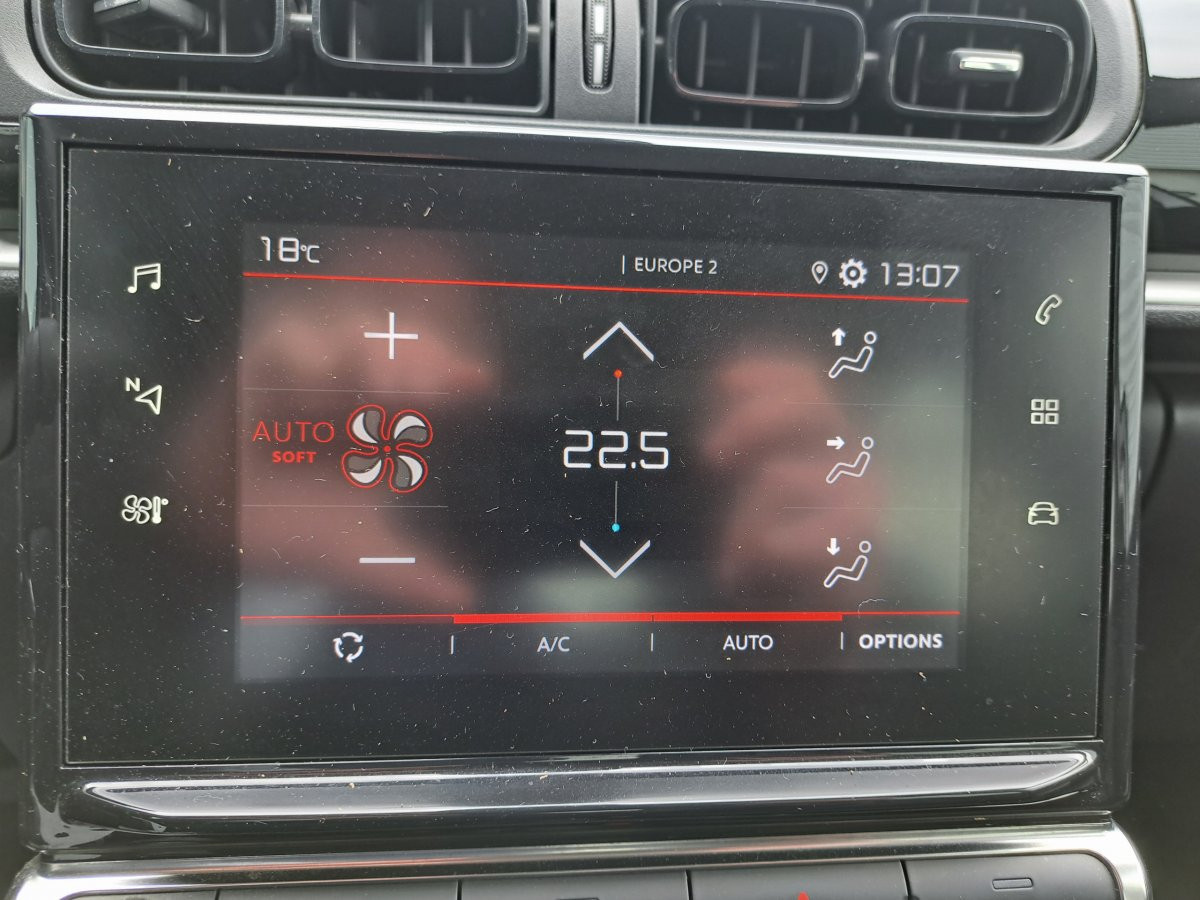 18°C
| EUROPE 2
13:07
N
AUTO
SOFT
22.5
A/C
AUTO
OPTIONS